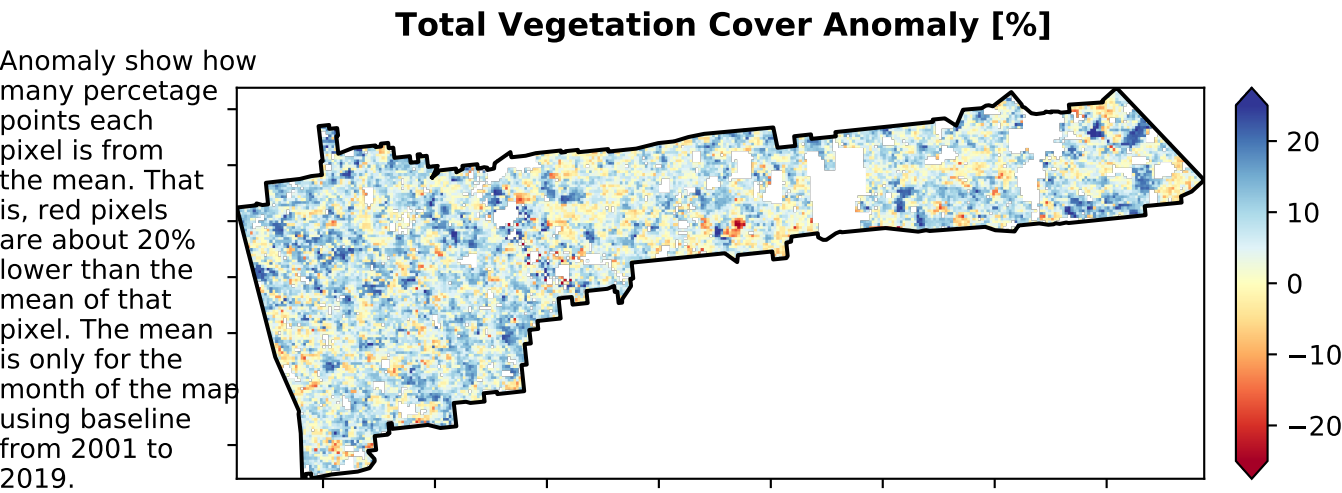 Total Vegetation Cover Anomaly [%]
Anomaly show how
many percetage
points each
pixel is from
the mean. That
is, red pixels
are about 20%
lower than the
mean of that
pixel. The mean
is only for the
month of the map
using baseline
from 2001 to
2019.
20
10
0
−10
−20